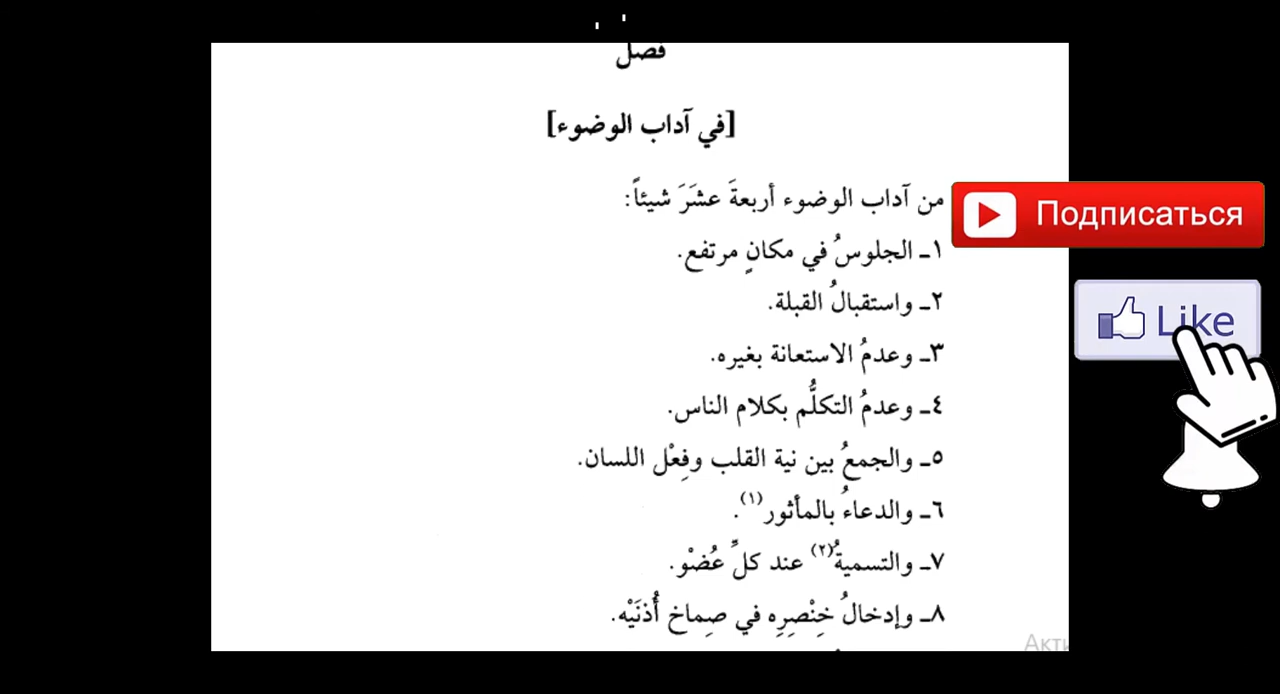 فصل
[في آداب الوضوء]
من آداب الوضوء أربعةَ عشَرَ شيئاً:
١ـ الجلوسُ في مكانٍ مرتفع.
٢ـ واستقبالُ القبلة.
٣ـ وعدمُ الاستعانة بغيره.
٤ـ وعدمُ التكلُّم بكلام الناس.
٥ـ والجمعُ بين نية القلب وفِعْل اللسان.
٦ـ والدعاءُ بالمأثور(١).
٧ـ والتسميةُ(٢) عند كلِّ عُضْو.
٨ـ وإدخالُ خِنْصِرِه في صِماخ أُذنَيْه.
Подписаться
Like